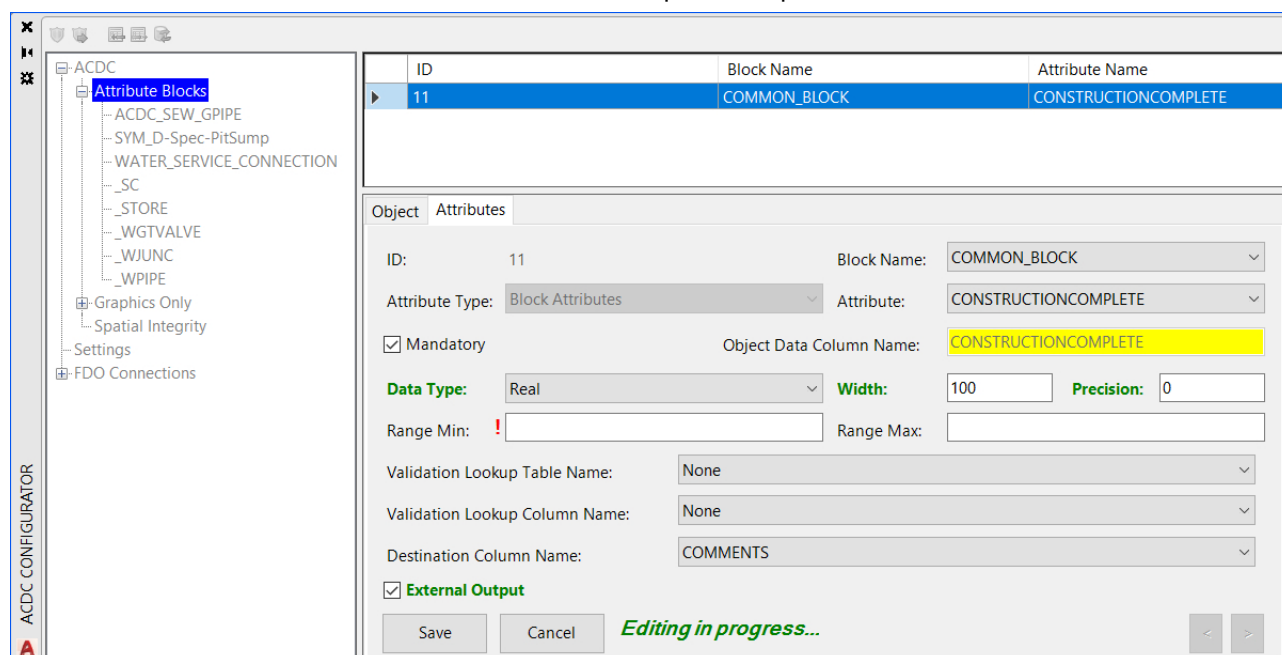 ACDC
Attribute Blocks
ACDC_SEW_GPIPE
SYM_D-Spec-PitSump
WATER_SERVICE_CONNECTION
_SC
_STORE
_WGTVALVE
_WJUNC
_WPIPE
Graphics Only
Spatial Integrity
Settings
FDO Connections
ACDC CONFIGURATOR
ID Block Name Attribute Name
11 COMMON_BLOCK CONSTRUCTIONCOMPLETE
Object Attributes
ID: 11 Block Name: COMMON_BLOCK
Attribute Type: Block Attributes Attribute: CONSTRUCTIONCOMPLETE
Mandatory Object Data Column Name: CONSTRUCTIONCOMPLETE
Data Type: Real Width: 100 Precision: 0
Range Min: ! Range Max:
Validation Lookup Table Name: None
Validation Lookup Column Name: None
Destination Column Name: COMMENTS
External Output
Save Cancel Editing in progress... < >